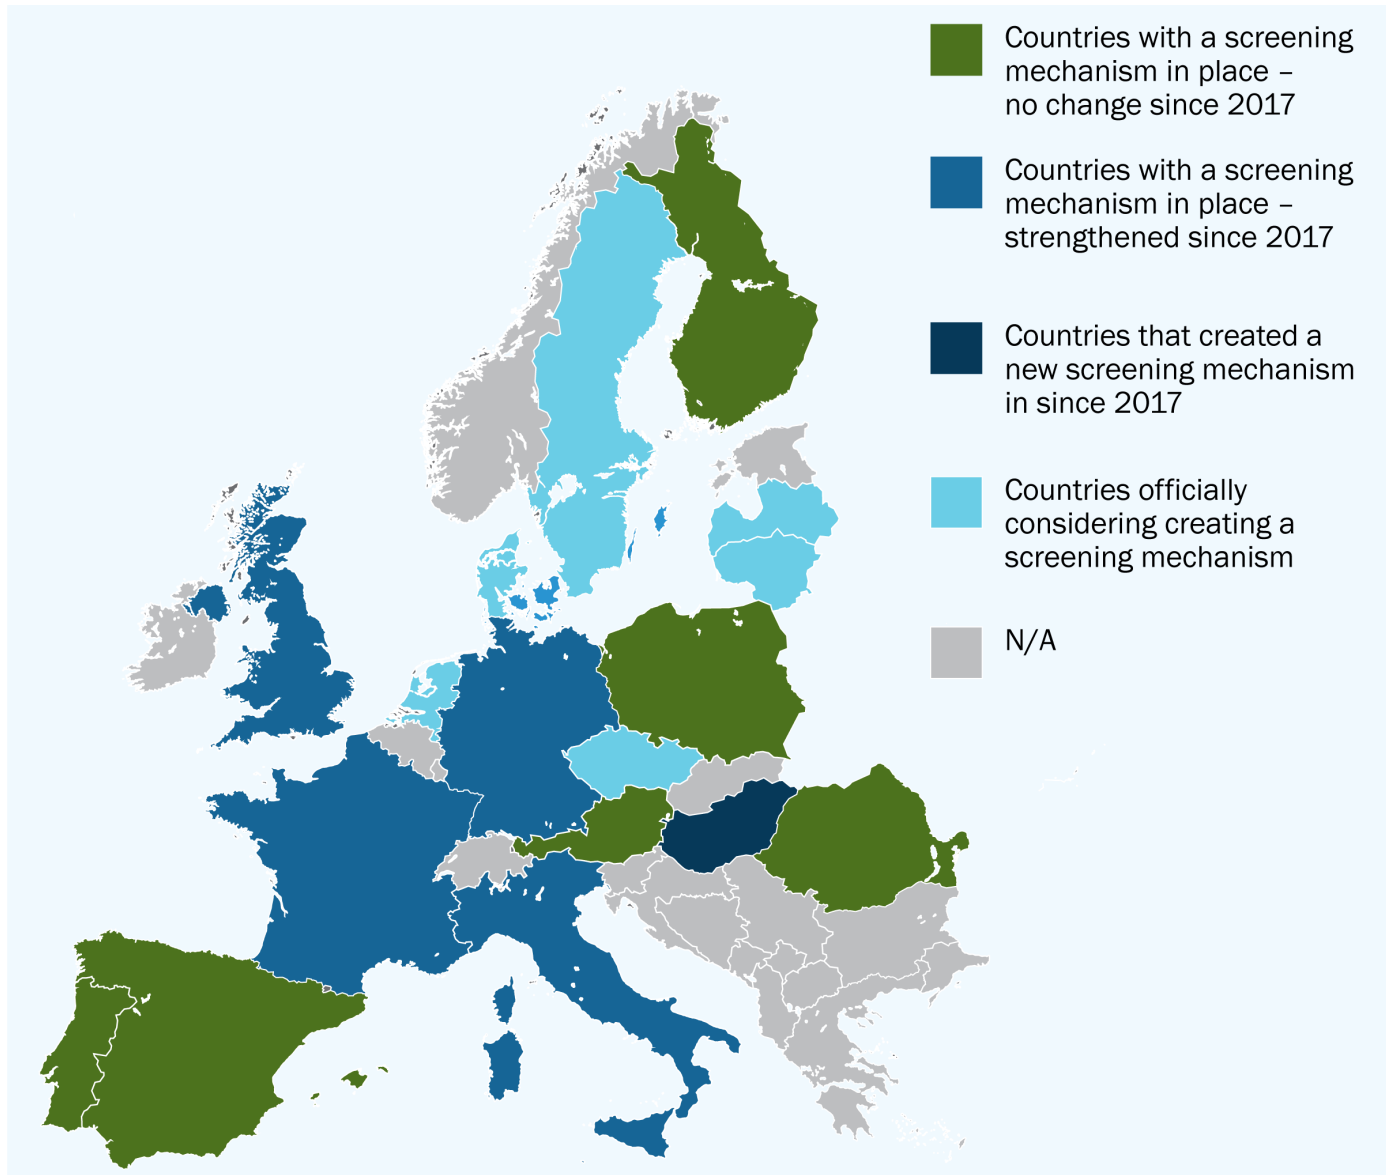 Countries with a screening
mechanism in place –
no change since 2017
Countries with a screening
mechanism in place –
strengthened since 2017
Countries that created a
new screening mechanism
in since 2017
Countries officially
considering creating a
screening mechanism
N/A